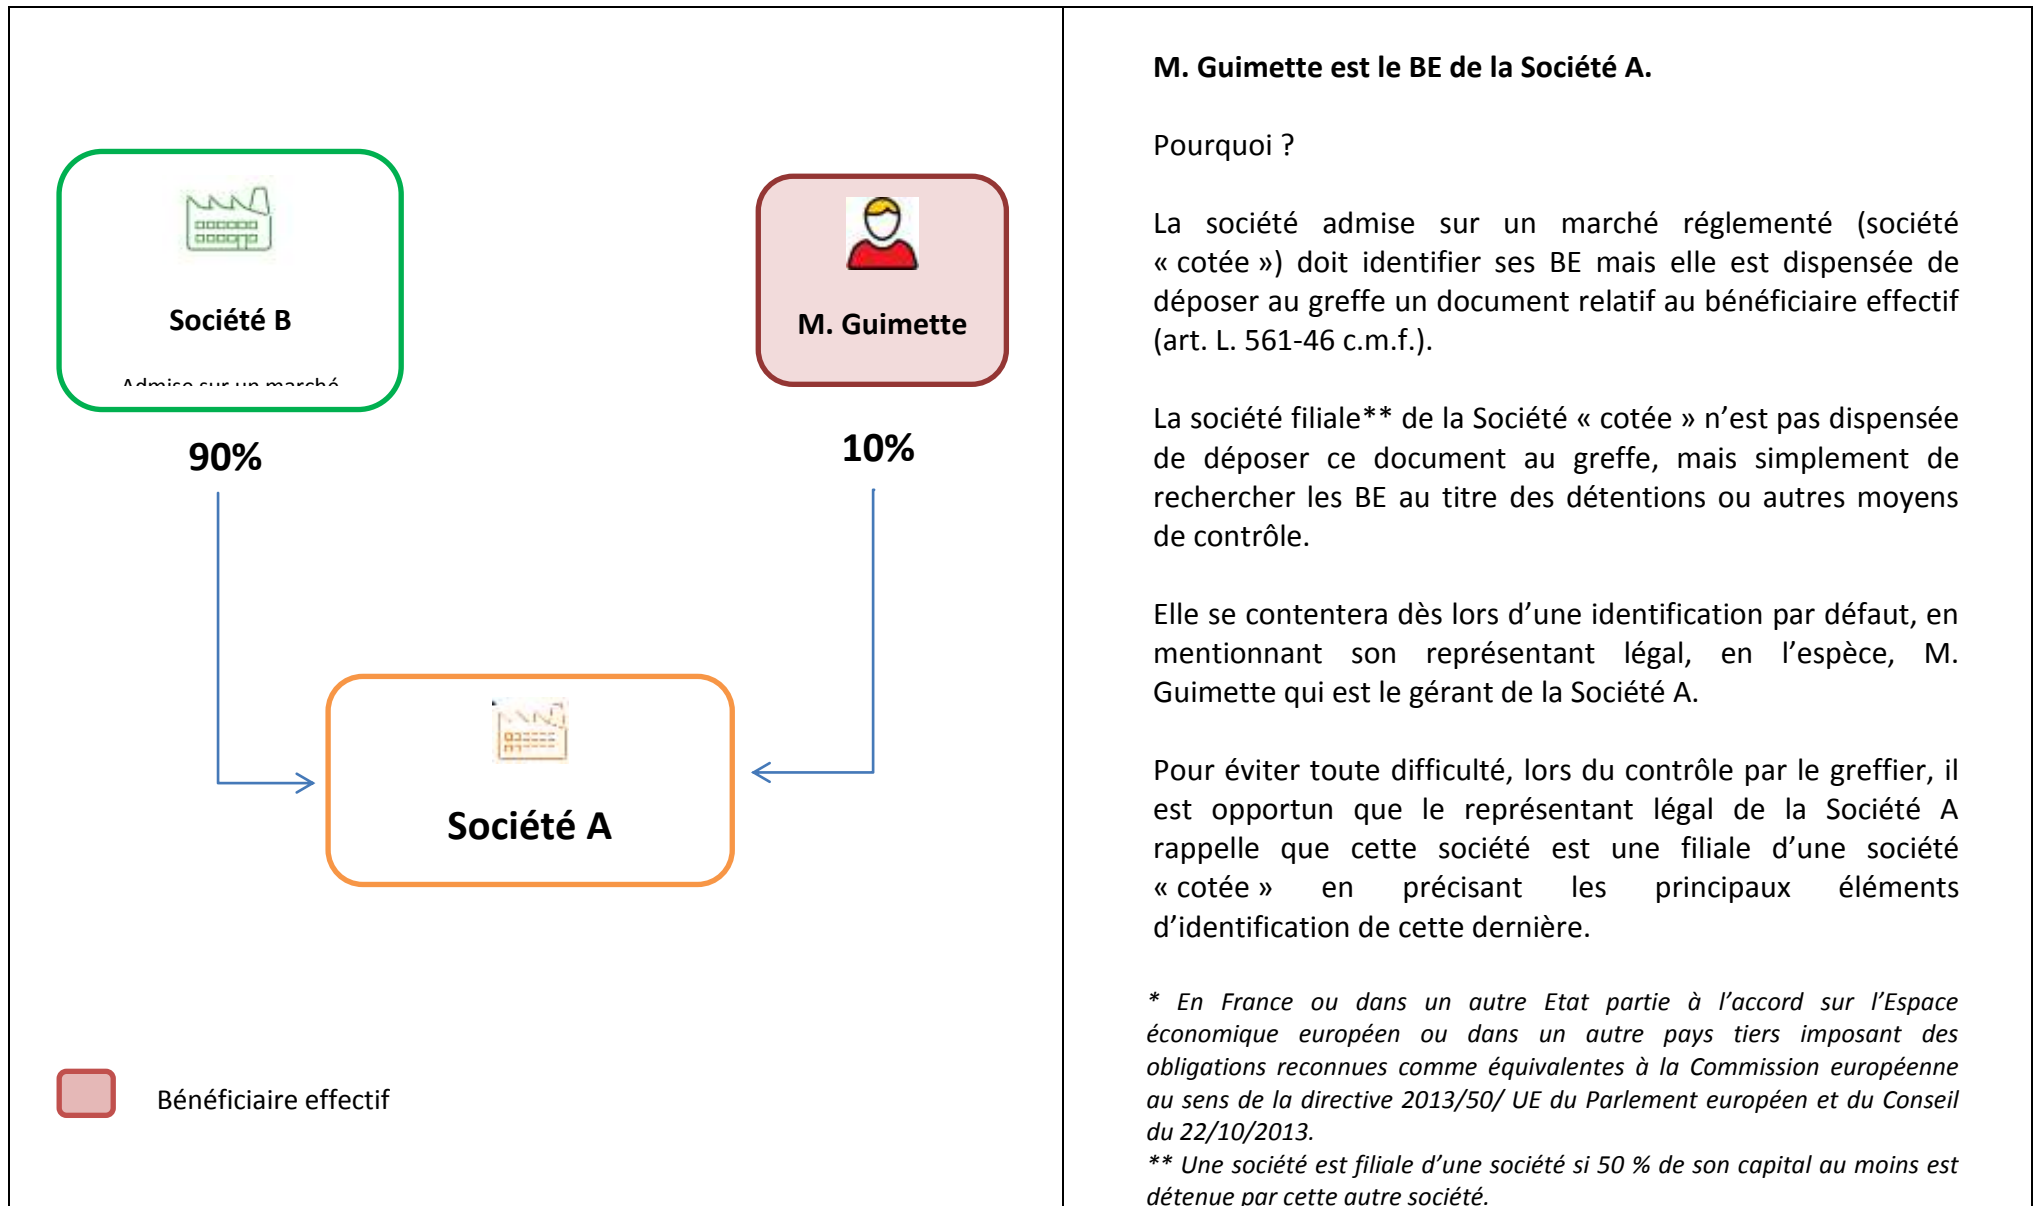 Société B
Admise sur un marché
90%
M. Guimette
10%
Société A
Bénéficiaire effectif
M. Guimette est le BE de la Société A.
Pourquoi ?
La société admise sur un marché réglementé (société
« cotée ») doit identifier ses BE mais elle est dispensée de
déposer au greffe un document relatif au bénéficiaire effectif
(art. L. 561-46 c.m.f.).
La société filiale** de la Société « cotée » n’est pas dispensée
de déposer ce document au greffe, mais simplement de
rechercher les BE au titre des détentions ou autres moyens
de contrôle.
Elle se contentera dès lors d’une identification par défaut, en
mentionnant son représentant légal, en l’espèce, M.
Guimette qui est le gérant de la Société A.
Pour éviter toute difficulté, lors du contrôle par le greffier, il
est opportun que le représentant légal de la Société A
rappelle que cette société est une filiale d’une société
« cotée » en précisant les principaux éléments
d’identification de cette dernière.
* En France ou dans un autre Etat partie à l’accord sur l’Espace
économique européen ou dans un autre pays tiers imposant des
obligations reconnues comme équivalentes à la Commission européenne
au sens de la directive 2013/50/ UE du Parlement européen et du Conseil
du 22/10/2013.
** Une société est filiale d’une société si 50 % de son capital au moins est
détenue par cette autre société.